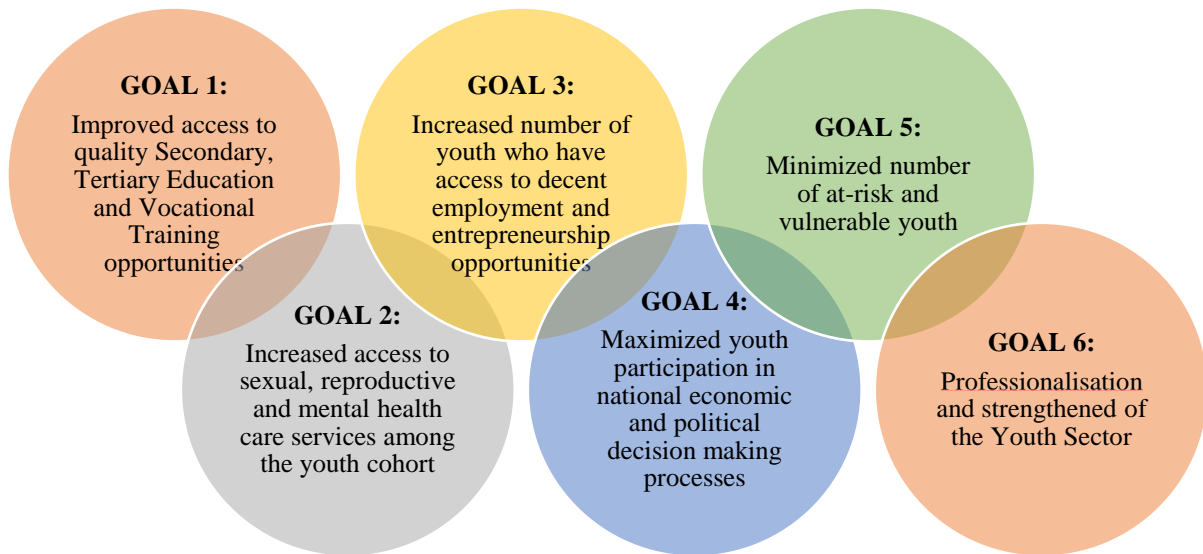 GOAL 1:
Improved access to
quality Secondary,
Tertiary Education
and Vocational
Training
opportunities
GOAL 2:
Increased access to
sexual, reproductive
and mental health
care services among
the youth cohort
GOAL 3:
Increased number of
youth who have
access to decent
employment and
entrepreneurship
opportunities
GOAL 4:
Maximized youth
participation in
national economic
and political
decision making
processes
GOAL 5:
Minimized number
of at-risk and
vulnerable youth
GOAL 6:
Professionalisation
and strengthened of
the Youth Sector